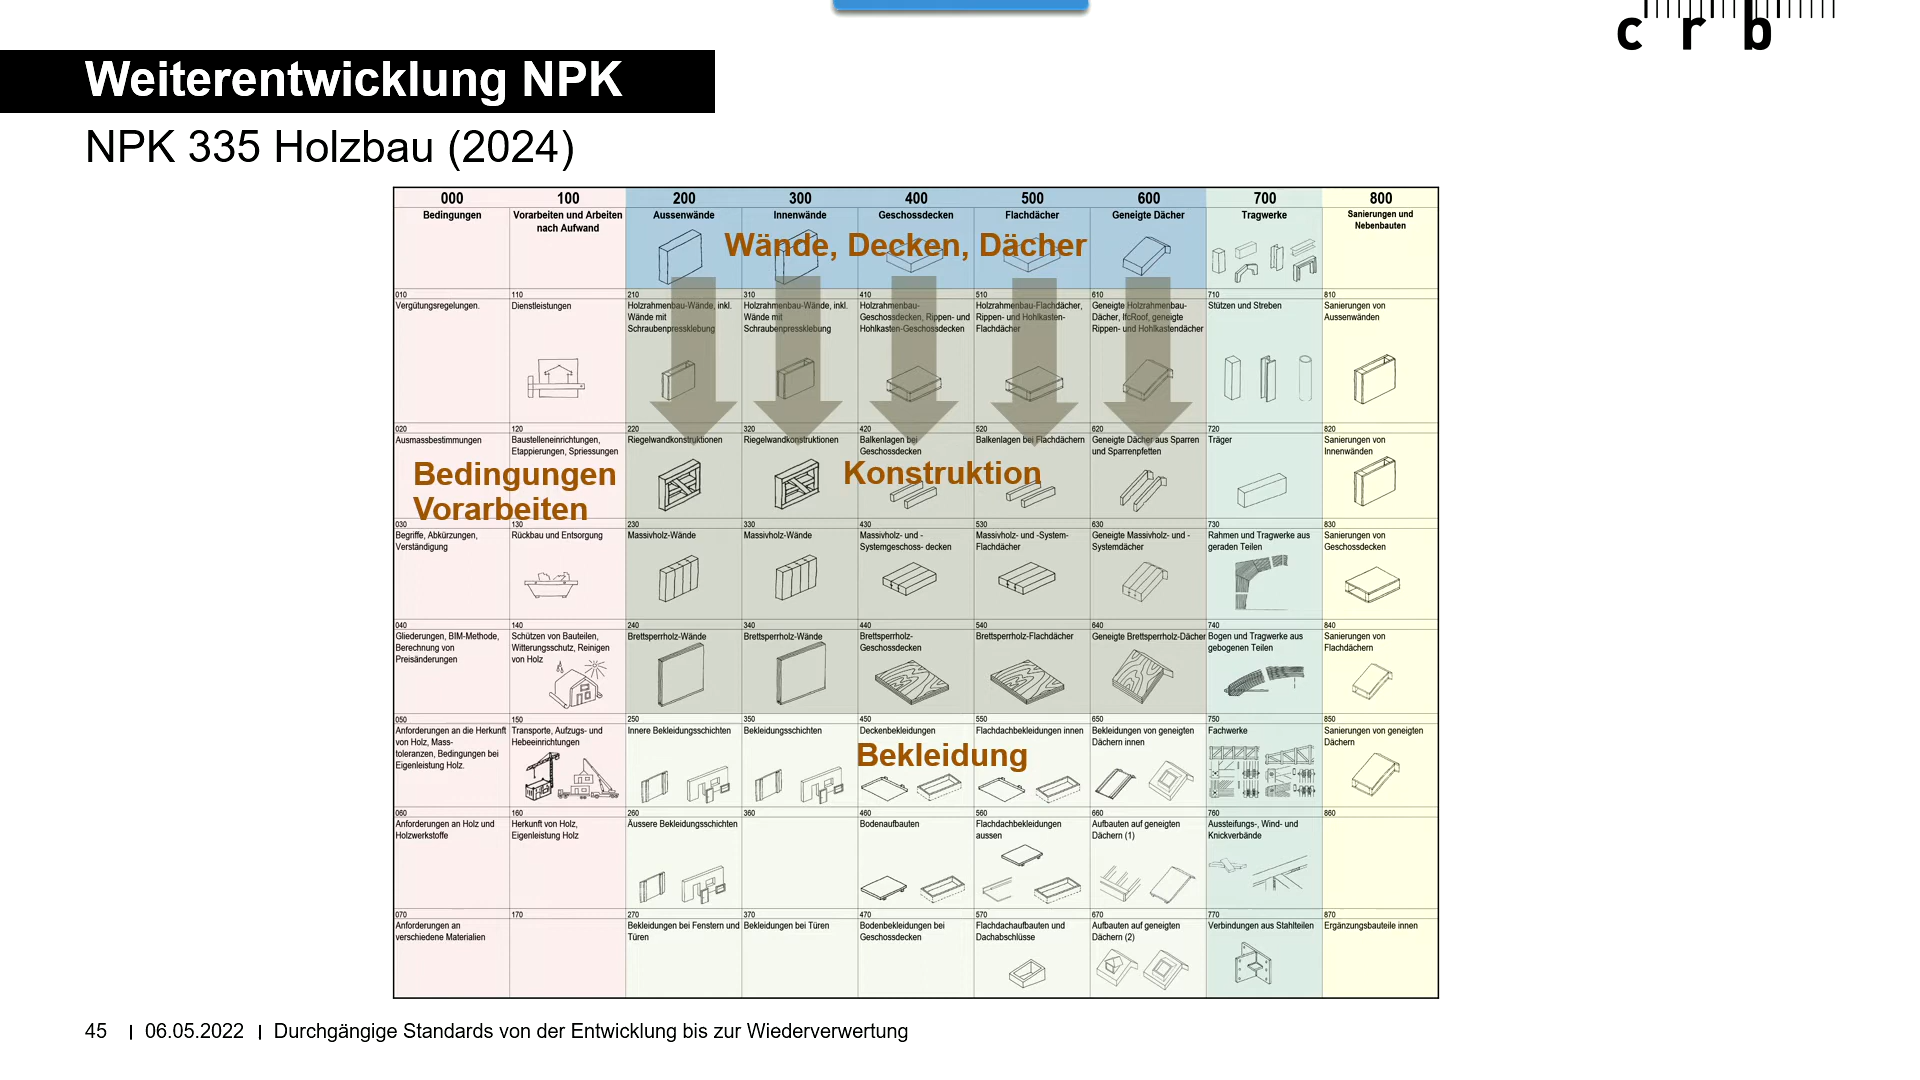 crb
Weiterentwicklung NPK
NPK 335 Holzbau (2024)
000
Bedingungen
100
Vorarbeiten und Arbeiten
nach Aufwand
200
Aussenwände
300
Innenwände
400
Geschossdecken
500
Flachdächer
600
Geneigte Dächer
700
Tragwerke
800
Sanierungen und
Nebenbauten
Wände, Decken, Dächer
010
Vergütungsregelungen.
110
Dienstleistungen
210
Holzrahmenbau-Wände, inkl.
Wände mit
Schraubenpressklebung
310
Holzrahmenbau-Wände, inkl.
Wände mit
Schraubenpressklebung
410
Holzrahmenbau-
Geschossdecken, Rippen- und
Hohlkasten-Geschossdecken
510
Holzrahmenbau-Flachdächer,
Rippen- und Hohlkasten-
Flachdächer
610
Geneigte Holzrahmenbau-
Dächer, IfcRoof, geneigte
Rippen- und Hohlkastendächer
710
Stützen und Streben
810
Sanierungen von
Aussenwänden
020
Ausmassbestimmungen
120
Baustelleneinrichtungen,
Etappierungen, Spriessungen
220
Riegelwandkonstruktionen
320
Riegelwandkonstruktionen
420
Balkenlagen bei
Geschossdecken
520
Balkenlagen bei Flachdächern
620
Geneigte Dächer aus Sparren
und Sparrenpfetten
720
Träger
820
Sanierungen von
Innenwänden
Bedingungen
Vorarbeiten
Konstruktion
030
Begriffe, Abkürzungen,
Verständigung
130
Rückbau und Entsorgung
230
Massivholz-Wände
330
Massivholz-Wände
430
Massivholz- und -
Systemgeschoss- decken
530
Massivholz- und -System-
Flachdächer
630
Geneigte Massivholz- und -
Systemdächer
730
Rahmen und Tragwerke aus
geraden Teilen
830
Sanierungen von
Geschossdecken
040
Gliederungen, BIM-Methode,
Berechnung von
Preisänderungen
140
Schützen von Bauteilen,
Witterungsschutz, Reinigen
von Holz
240
Brettsperrholz-Wände
340
Brettsperrholz-Wände
440
Brettsperrholz-
Geschossdecken
540
Brettsperrholz-Flachdächer
640
Geneigte Brettsperrholz-Dächer
740
Bogen und Tragwerke aus
gebogenen Teilen
840
Sanierungen von
Flachdächern
050
Anforderungen an die Herkunft
von Holz, Mass-
toleranzen, Bedingungen bei
Eigenleistung Holz.
150
Transporte, Aufzugs- und
Hebeeinrichtungen
250
Innere Bekleidungsschichten
350
Bekleidungsschichten
450
Deckenbekleidungen
550
Flachdachbekleidungen innen
650
Bekleidungen von geneigten
Dächern innen
750
Fachwerke
850
Sanierungen von geneigten
Dächern
Bekleidung
060
Anforderungen an Holz und
Holzwerkstoffe
160
Herkunft von Holz,
Eigenleistung Holz
260
Äussere Bekleidungsschichten
360
460
Bodenaufbauten
560
Flachdachbekleidungen
aussen
660
Aufbauten auf geneigten
Dächern (1)
760
Aussteifungs-, Wind- und
Knickverbände
860
070
Anforderungen an
verschiedene Materialien
170
270
Bekleidungen bei Fenstern und
Türen
370
Bekleidungen bei Türen
470
Bodenbekleidungen bei
Geschossdecken
570
Flachdachaufbauten und
Dachabschlüsse
670
Aufbauten auf geneigten
Dächern (2)
770
Verbindungen aus Stahlteilen
870
Ergänzungsbauteile innen
45 | 06.05.2022 | Durchgängige Standards von der Entwicklung bis zur Wiederverwertung